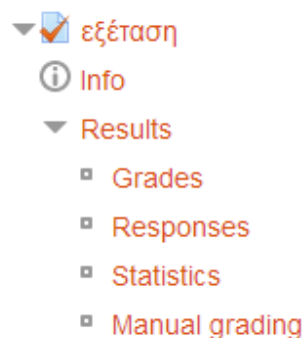 εξέταση
Info
Results
Grades
Responses
Statistics
Manual grading